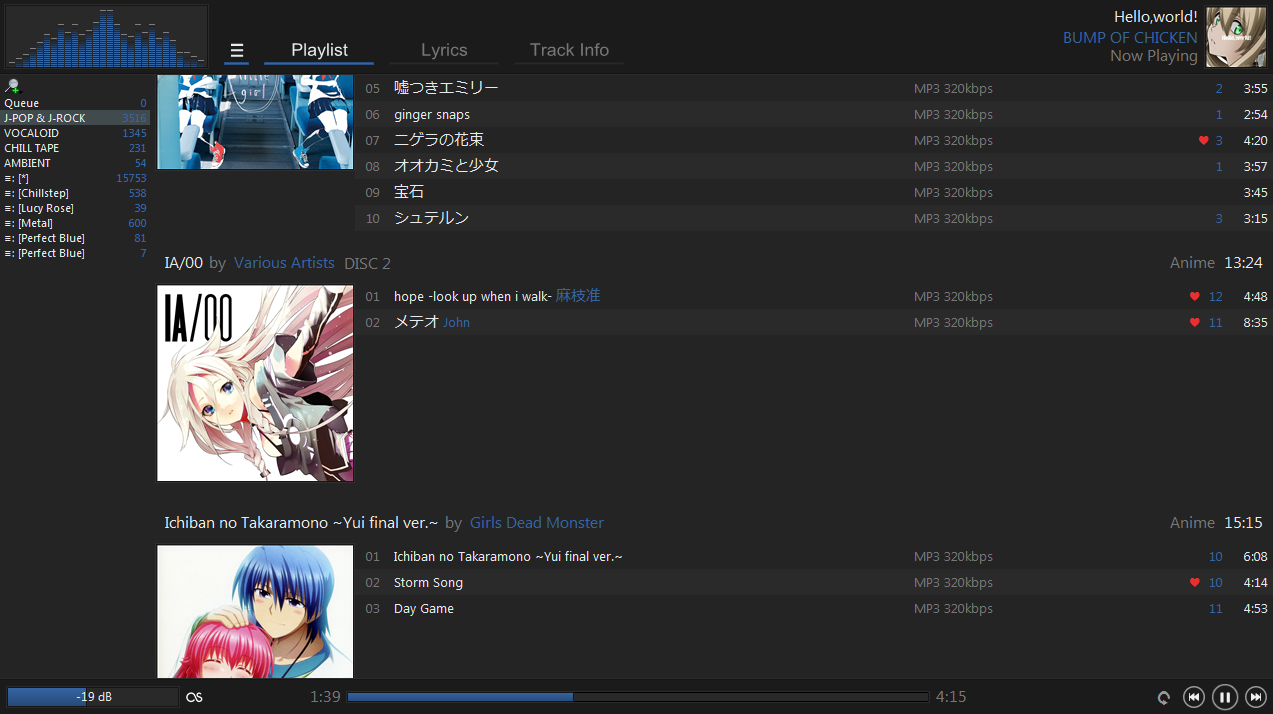 Hello,world!
BUMP OF CHICKEN
Now Playing
Playlist Lyrics Track Info
Queue 0
J-POP & J-ROCK 3516
VOCALOID 1345
CHILL TAPE 231
AMBIENT 54
≡: [*] 15753
≡: [Chillstep] 538
≡: [Lucy Rose] 39
≡: [Metal] 600
≡: [Perfect Blue] 81
≡: [Perfect Blue] 7
girl
05 嘘つきエミリー MP3 320kbps 2 3:55
06 ginger snaps MP3 320kbps 1 2:54
07 ニゲラの花束 MP3 320kbps ♥ 3 4:20
08 オオカミと少女 MP3 320kbps 1 3:57
09 宝石 MP3 320kbps 3:45
10 シュテルン MP3 320kbps 3 3:15
IA/00 by Various Artists DISC 2 Anime 13:24
IA/00
01 hope -look up when i walk- 麻枝准 MP3 320kbps ♥ 12 4:48
02 メテオ John MP3 320kbps ♥ 11 8:35
Ichiban no Takaramono ~Yui final ver.~ by Girls Dead Monster Anime 15:15
01 Ichiban no Takaramono ~Yui final ver.~ MP3 320kbps 10 6:08
02 Storm Song MP3 320kbps ♥ 10 4:14
03 Day Game MP3 320kbps 11 4:53
-19 dB 1:39 4:15